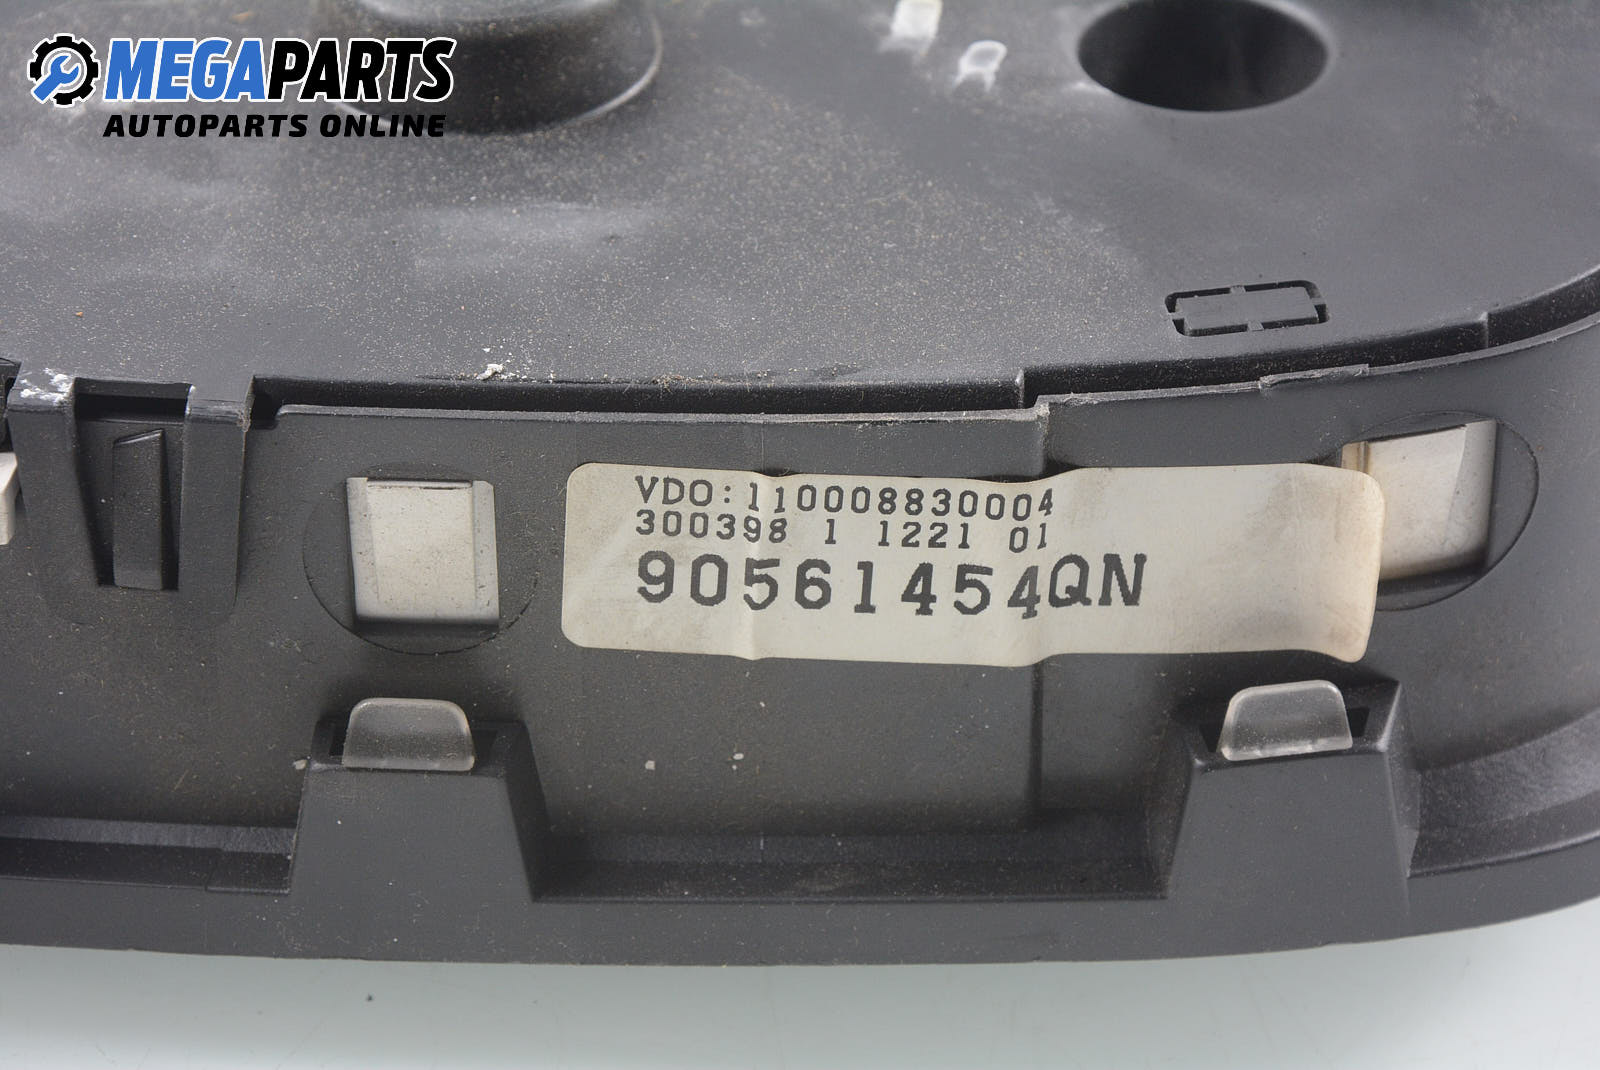 MEGAPARTS
AUTOPARTS ONLINE
VDO:110008830004
300398 1 1221 01
90561454QN